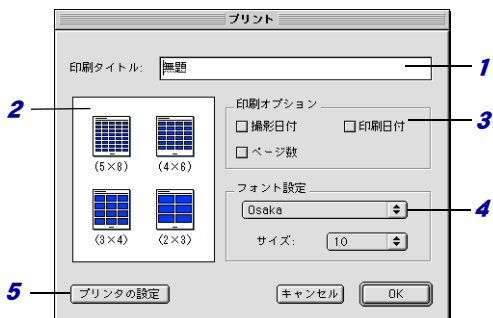 プリント
印刷タイトル: 無題
1
2
印刷オプション
撮影日付 印刷日付
3
ページ数
(5×8) (4×6)
フォント設定
Osaka
4
サイズ: 10
(3×4) (2×3)
5
プリンタの設定 キャンセル OK